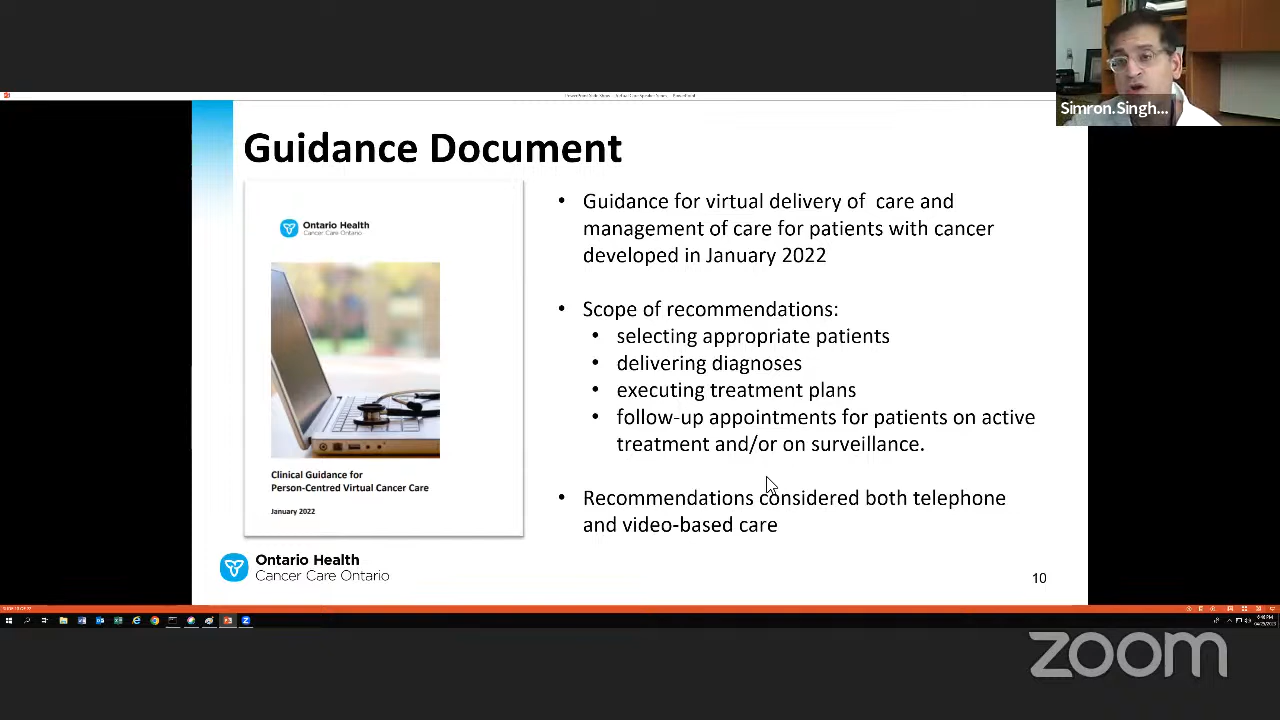 Simron.Singh...
Guidance Document
Ontario Health
Cancer Care Ontario
Clinical Guidance for
Person-Centred Virtual Cancer Care
January 2022
• Guidance for virtual delivery of care and
management of care for patients with cancer
developed in January 2022
• Scope of recommendations:
• selecting appropriate patients
• delivering diagnoses
• executing treatment plans
• follow-up appointments for patients on active
treatment and/or on surveillance.
• Recommendations considered both telephone
and video-based care
Ontario Health
Cancer Care Ontario
10
zoom